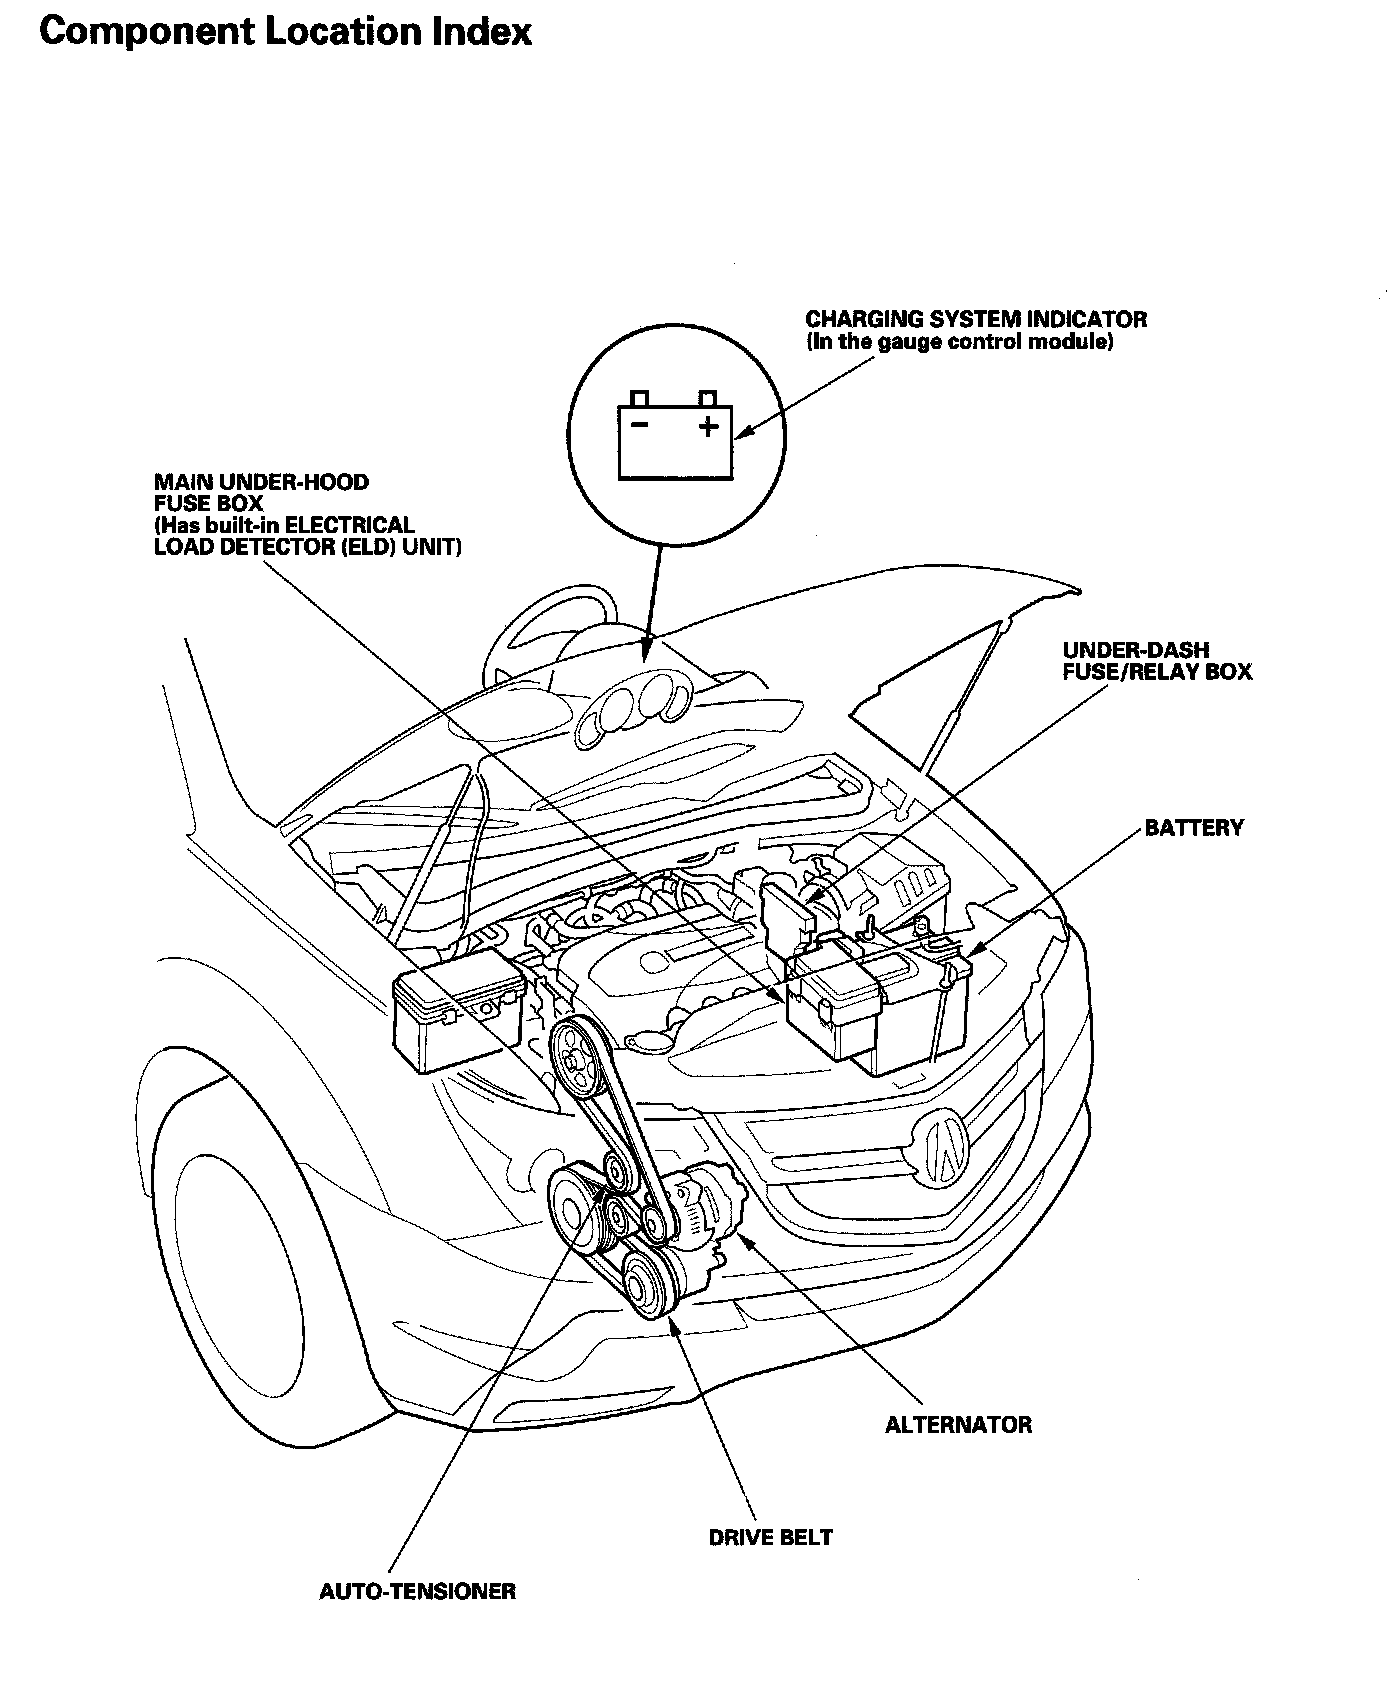 Component Location Index
CHARGING SYSTEM INDICATOR
(In the gauge control module)
- +
MAIN UNDER-HOOD
FUSE BOX
(Has built-in ELECTRICAL
LOAD DETECTOR (ELD) UNIT)
UNDER-DASH
FUSE/RELAY BOX
BATTERY
ALTERNATOR
DRIVE BELT
AUTO-TENSIONER